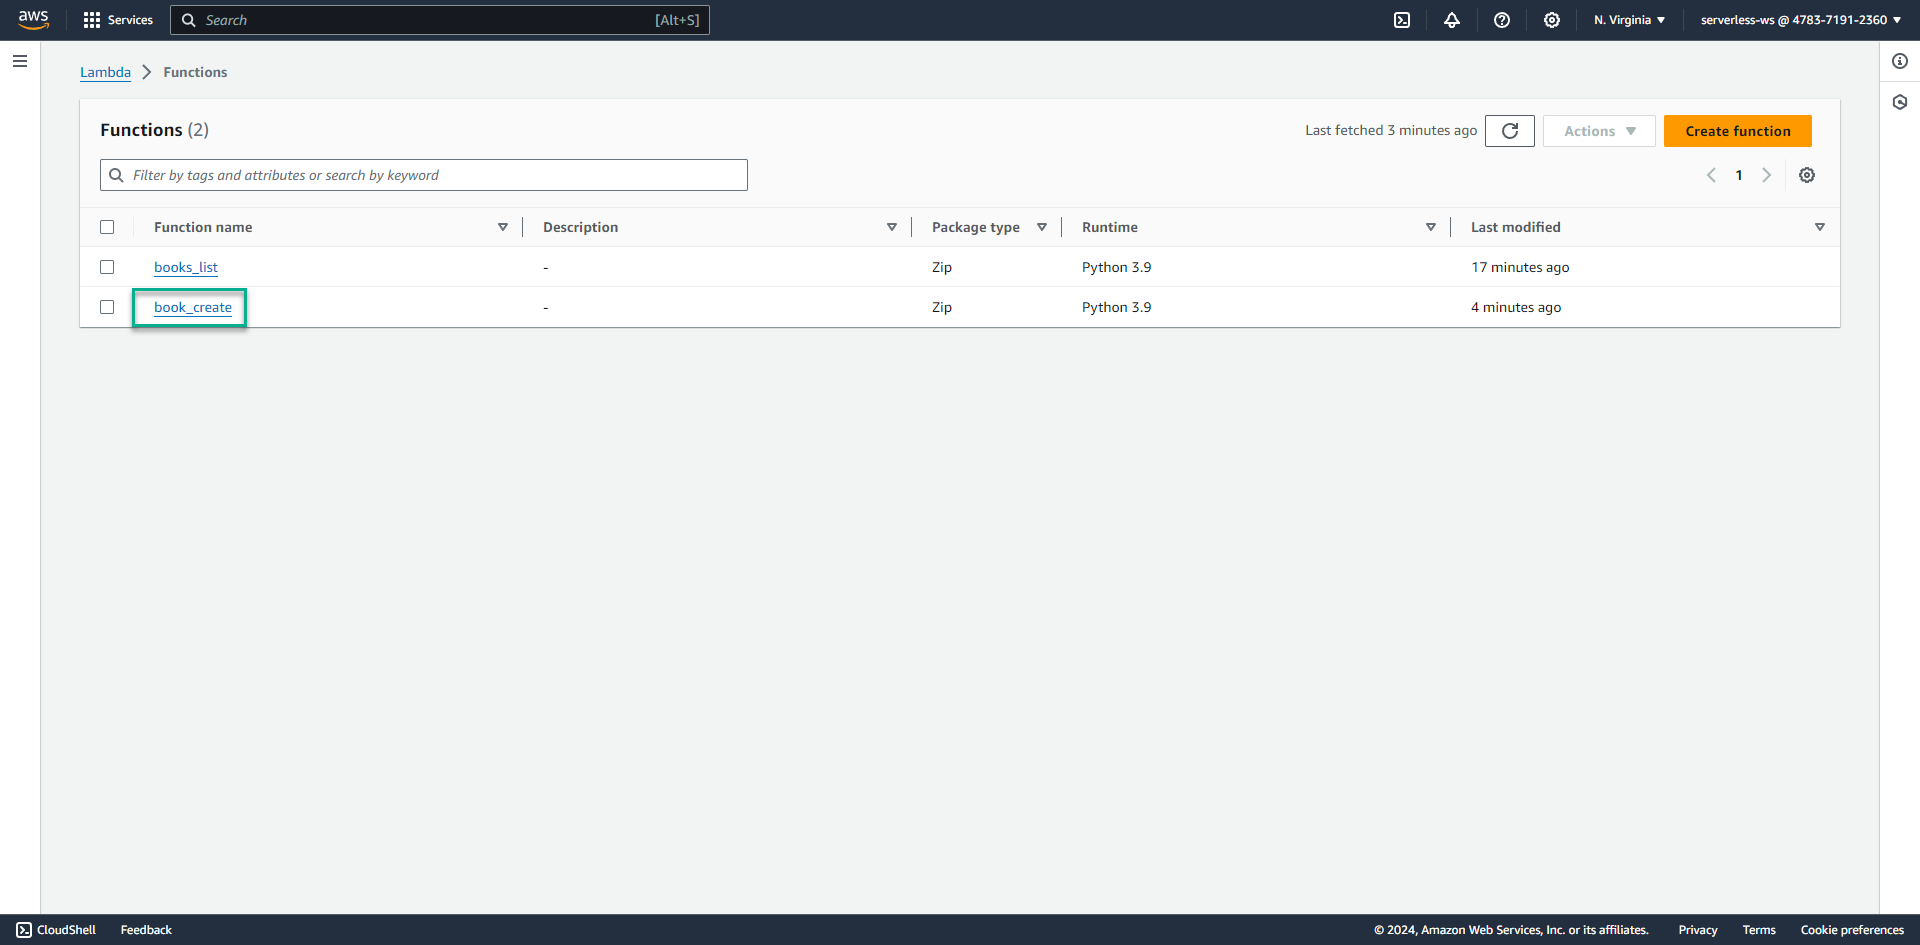 aws Services Search [Alt+S] N. Virginia serverless-ws @ 4783-7191-2360
Lambda Functions
Functions (2) Last fetched 3 minutes ago Actions Create function
Filter by tags and attributes or search by keyword 1
Function name Description Package type Runtime Last modified
books_list - Zip Python 3.9 17 minutes ago
book_create - Zip Python 3.9 4 minutes ago
CloudShell Feedback © 2024, Amazon Web Services, Inc. or its affiliates. Privacy Terms Cookie preferences